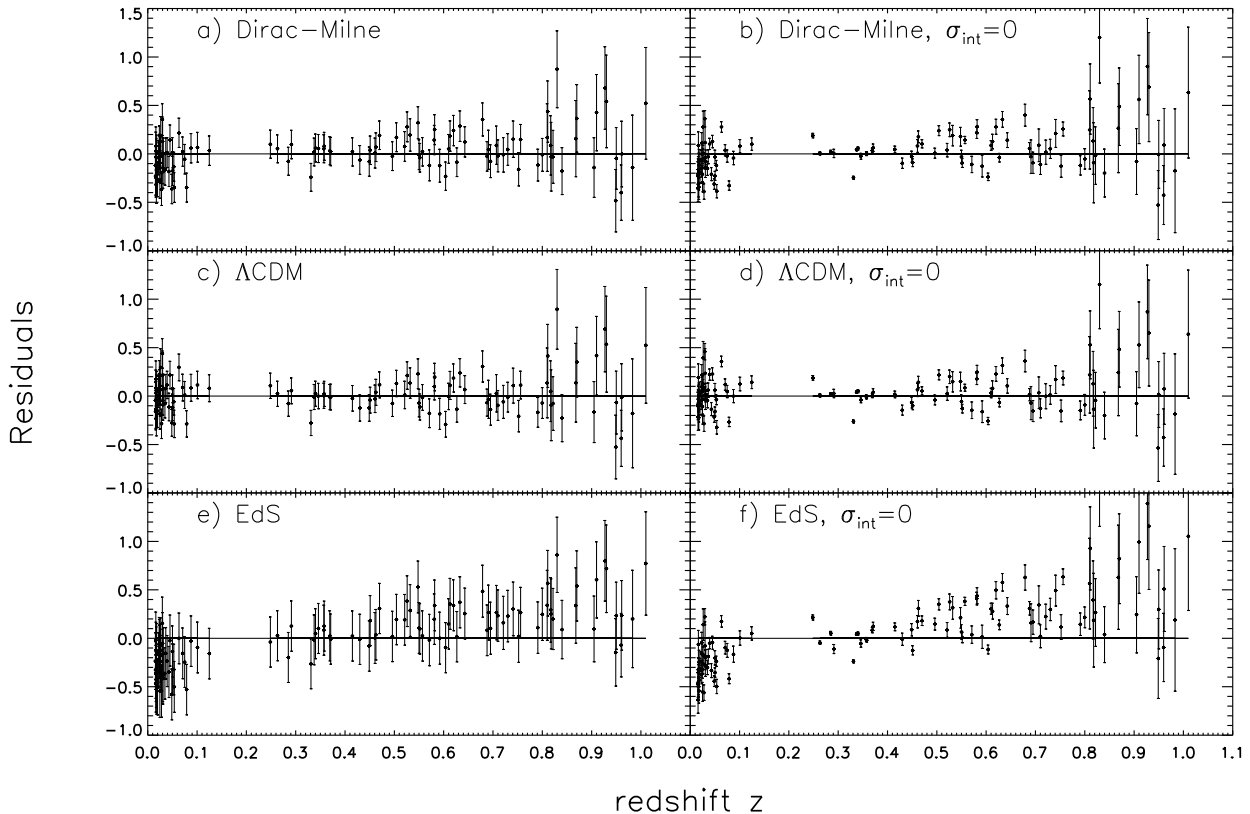 a) Dirac−Milne
b) Dirac−Milne, σint=0
1.5
1.0
0.5
0.0
−0.5
−1.0
c) ΛCDM
d) ΛCDM, σint=0
1.0
0.5
0.0
−0.5
−1.0
e) EdS
f) EdS, σint=0
1.0
0.5
0.0
−0.5
−1.0
Residuals
0.0 0.1 0.2 0.3 0.4 0.5 0.6 0.7 0.8 0.9 0.0 0.1 0.2 0.3 0.4 0.5 0.6 0.7 0.8 0.9 1.0 1.1
redshift z